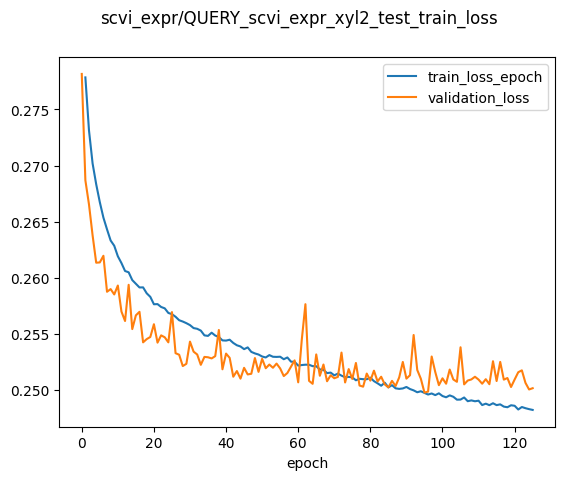 scvi_expr/QUERY_scvi_expr_xyl2_test_train_loss
train_loss_epoch
validation_loss
0.275
0.270
0.265
0.260
0.255
0.250
0 20 40 60 80 100 120
epoch